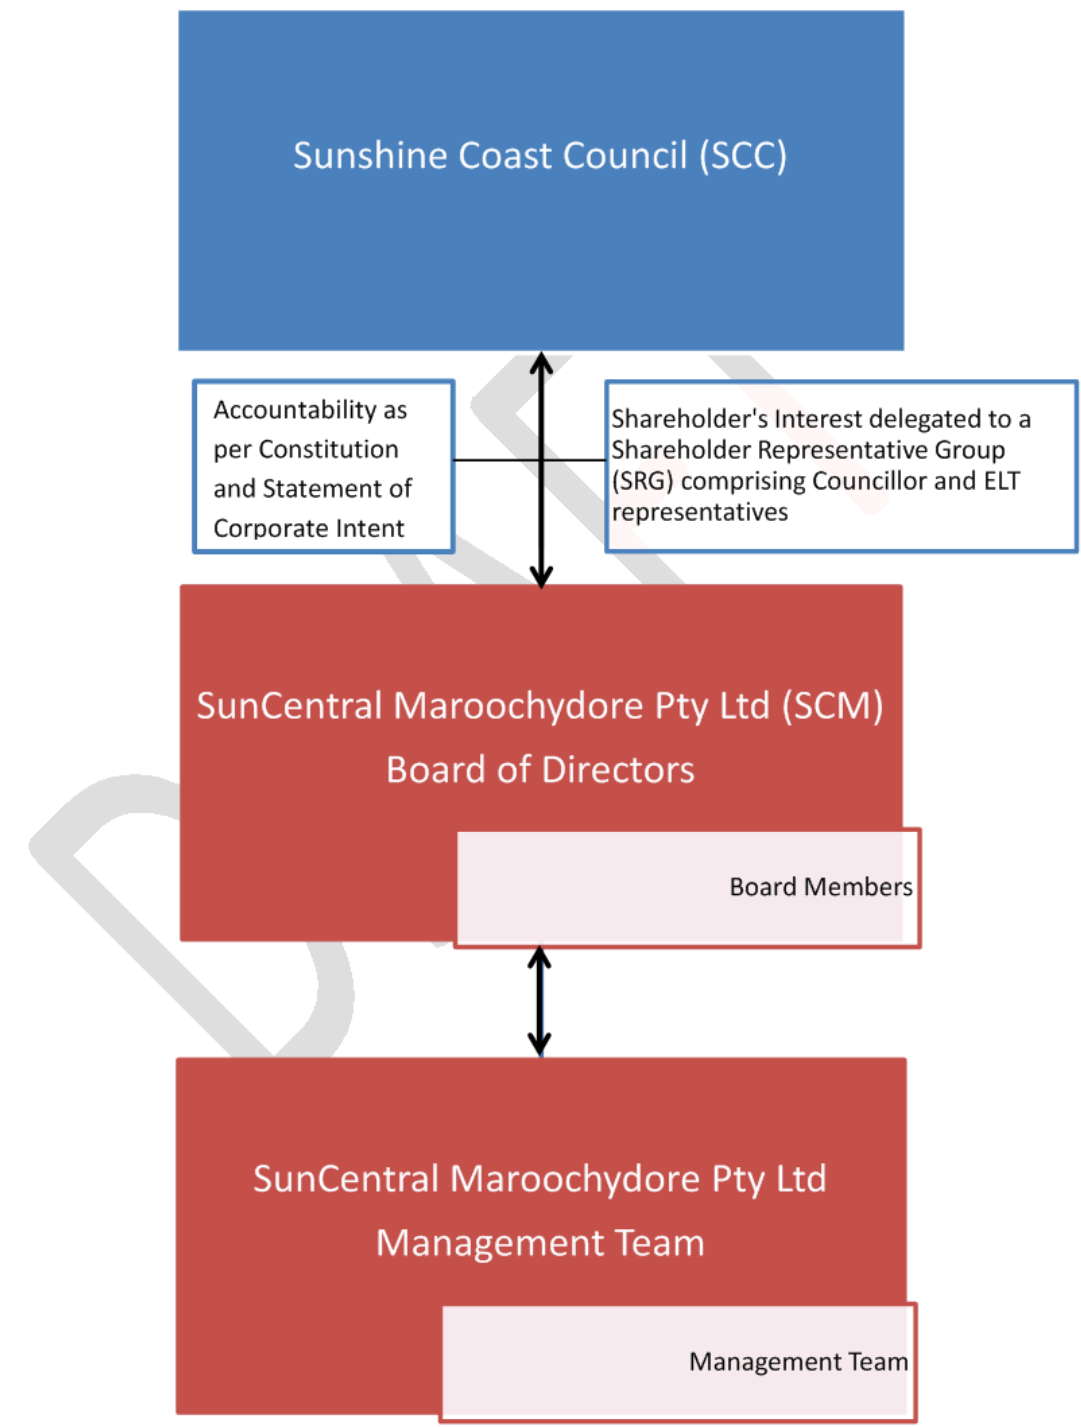 Sunshine Coast Council (SCC)
Accountability as
per Constitution
and Statement of
Corporate Intent
Shareholder's Interest delegated to a
Shareholder Representative Group
(SRG) comprising Councillor and ELT
representatives
SunCentral Maroochydore Pty Ltd (SCM)
Board of Directors
Board Members
SunCentral Maroochydore Pty Ltd
Management Team
Management Team
DRAFT